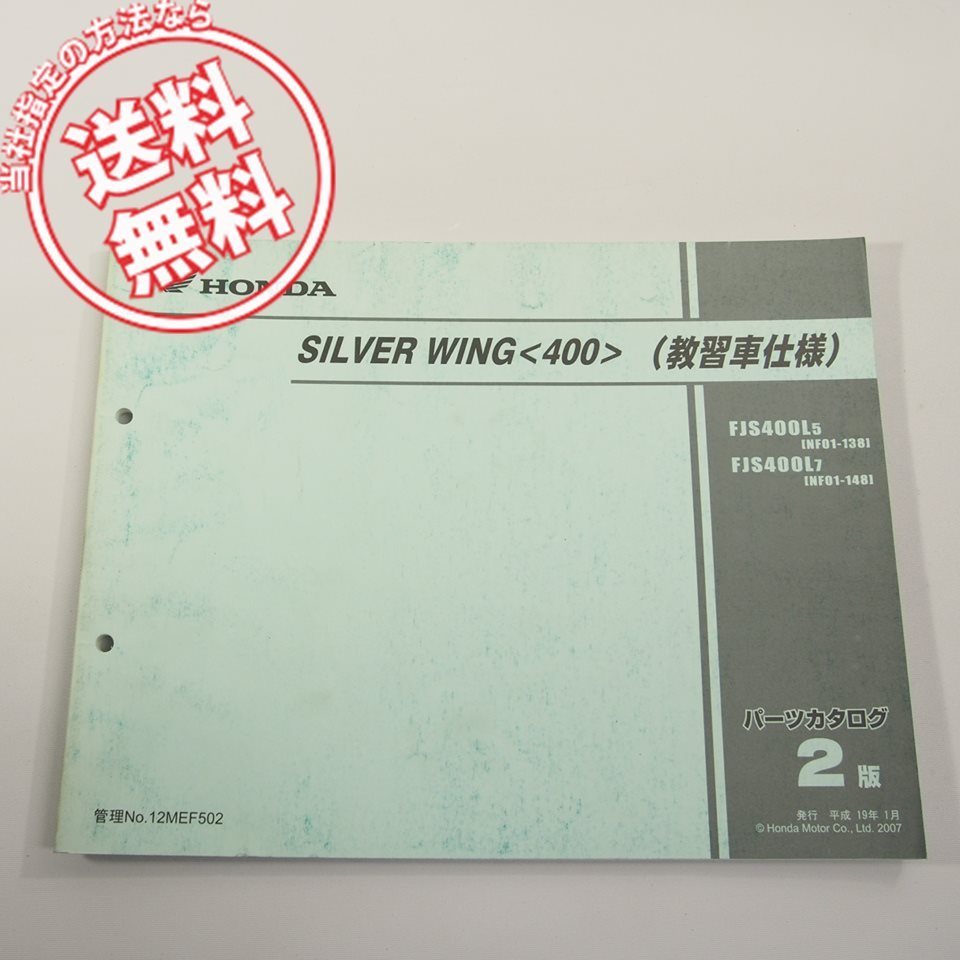 当社指定の方法なら
送料
無料
HONDA
SILVER WING<400> (教習車仕様)
FJS400L5
[NF01-138]
FJS400L7
[NF01-148]
パーツカタログ
2版
発行 平成 19年 1月
© Honda Motor Co., Ltd. 2007
管理No.12MEF502